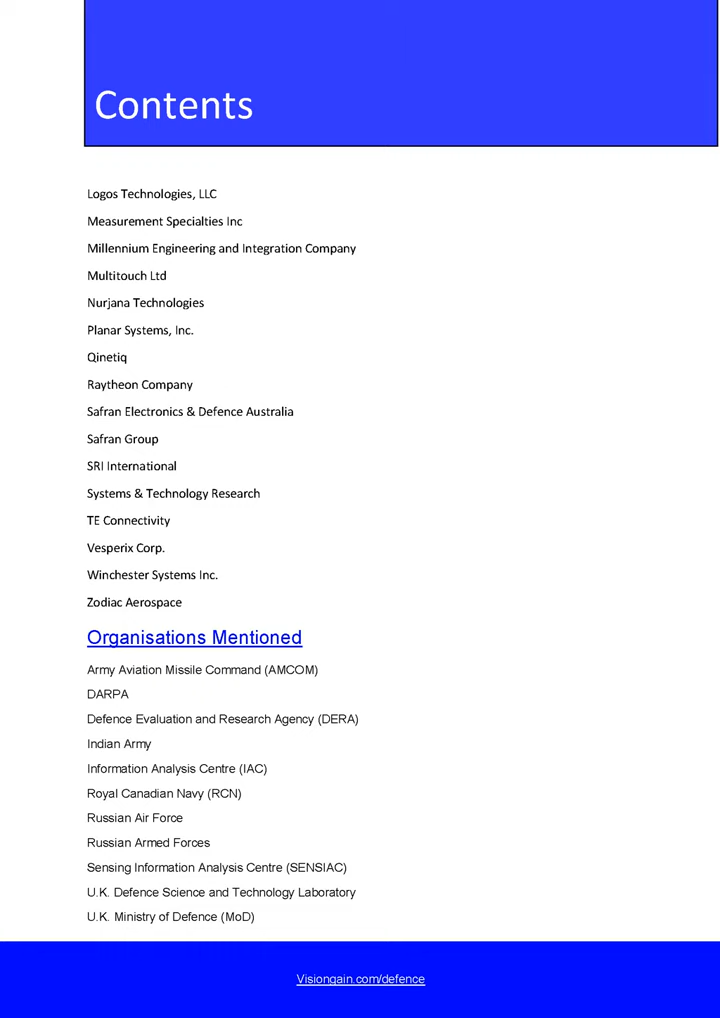 Contents
Logos Technologies, LLC
Measurement Specialties Inc
Millennium Engineering and Integration Company
Multitouch Ltd
Nurjana Technologies
Planar Systems, Inc.
Qinetiq
Raytheon Company
Safran Electronics & Defence Australia
Safran Group
SRI International
Systems & Technology Research
TE Connectivity
Vesperix Corp.
Winchester Systems Inc.
Zodiac Aerospace
Organisations Mentioned
Army Aviation Missile Command (AMCOM)
DARPA
Defence Evaluation and Research Agency (DERA)
Indian Army
Information Analysis Centre (IAC)
Royal Canadian Navy (RCN)
Russian Air Force
Russian Armed Forces
Sensing Information Analysis Centre (SENSIAC)
U.K. Defence Science and Technology Laboratory
U.K. Ministry of Defence (MoD)
Visiongain.com/defence